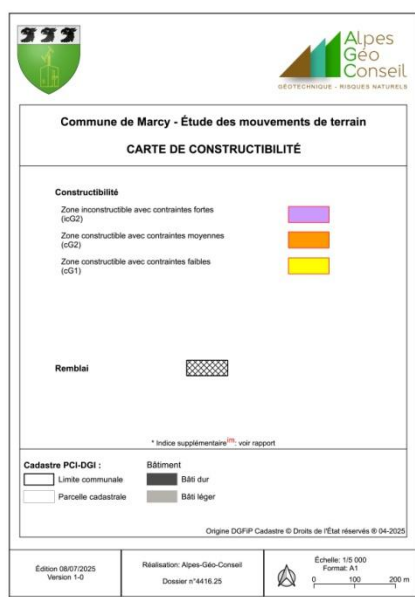 Alpes
Géo
Conseil
GÉOTECHNIQUE - RISQUES NATURELS
Commune de Marcy - Étude des mouvements de terrain
CARTE DE CONSTRUCTIBILITÉ
Constructibilité
Zone inconstructible avec contraintes fortes
(icG2)
Zone constructible avec contraintes moyennes
(cG2)
Zone constructible avec contraintes faibles
(cG1)
Remblai
* Indice supplémentaire(m): voir rapport
Cadastre PCI-DGI :
Bâtiment
Limite communale
Bâti dur
Parcelle cadastrale
Bâti léger
Origine DGFiP Cadastre © Droits de l'État réservés ® 04-2025
Édition 08/07/2025
Version 1-0
Réalisation: Alpes-Géo-Conseil
Dossier n°4416.25
Échelle: 1/5 000
Format: A1
0 100 200 m